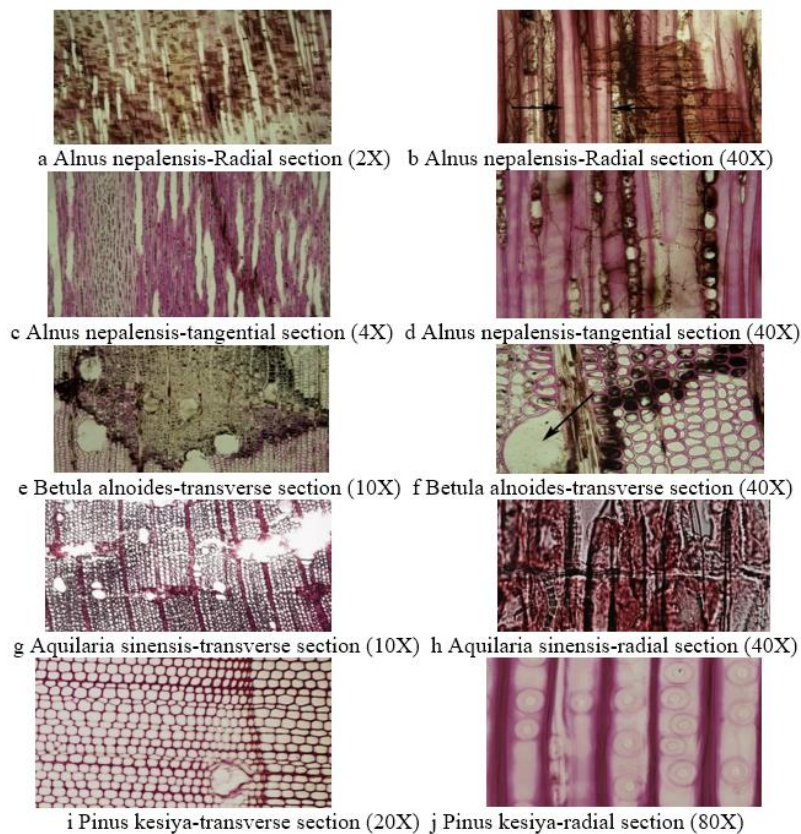 a Alnus nepalensis-Radial section (2X) b Alnus nepalensis-Radial section (40X)
c Alnus nepalensis-tangential section (4X) d Alnus nepalensis-tangential section (40X)
e Betula alnoides-transverse section (10X) f Betula alnoides-transverse section (40X)
g Aquilaria sinensis-transverse section (10X) h Aquilaria sinensis-radial section (40X)
i Pinus kesiya-transverse section (20X) j Pinus kesiya-radial section (80X)